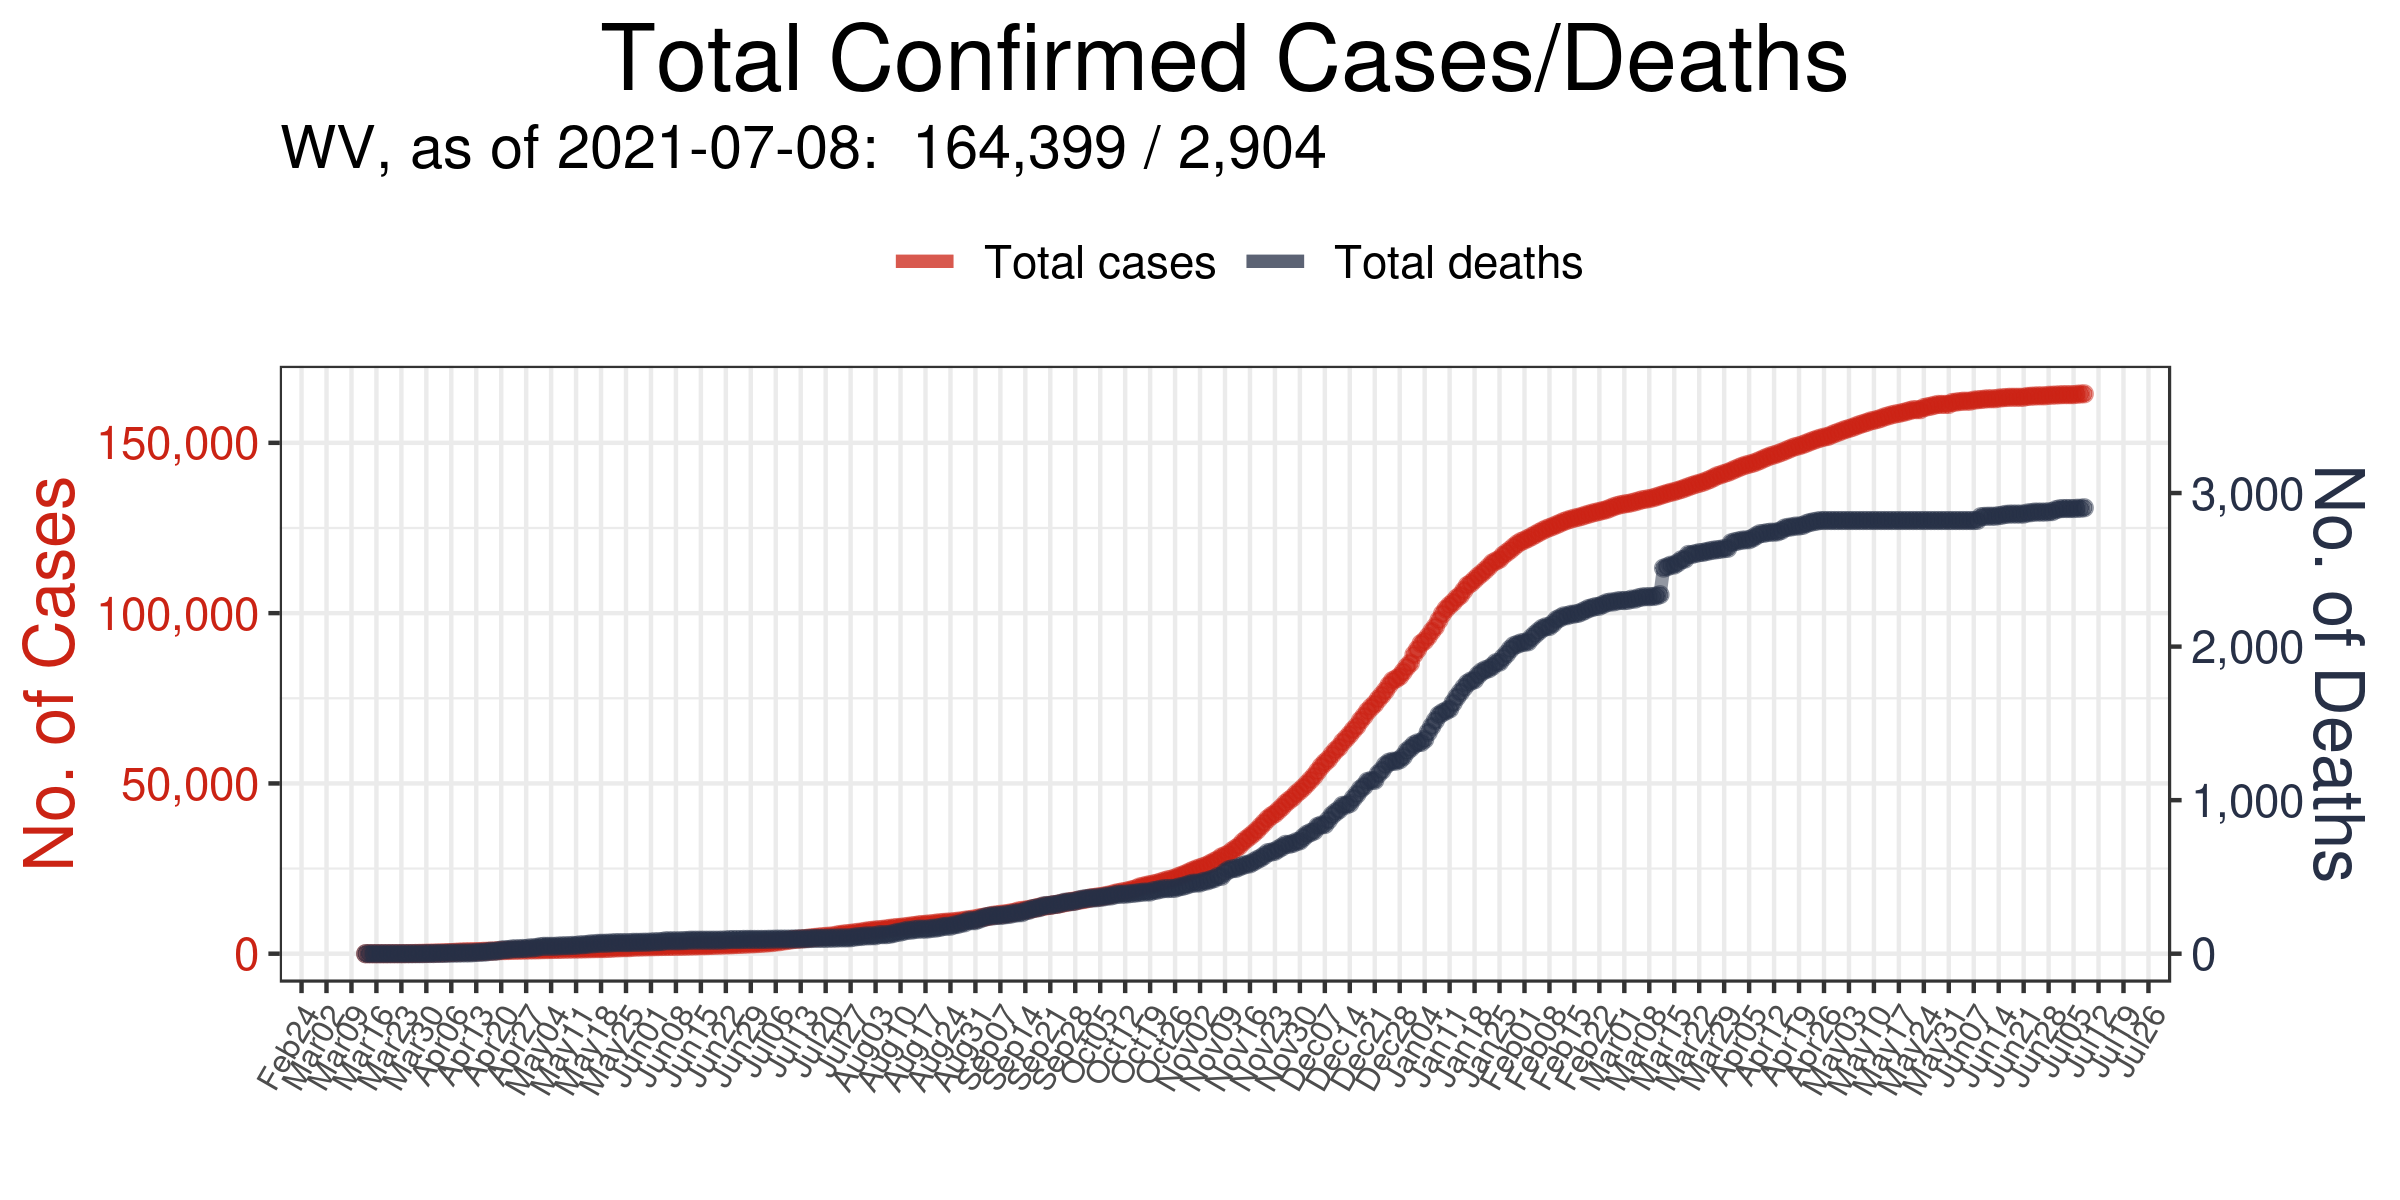 Total Confirmed Cases/Deaths
WV, as of 2021-07-08: 164,399 / 2,904
Total cases
Total deaths
No. of Cases
150,000
100,000
50,000
0
3,000
2,000
1,000
0
No. of Deaths
Feb24
Mar02
Mar09
Mar16
Mar23
Mar30
Apr06
Apr13
Apr20
Apr27
May04
May11
May18
May25
Jun01
Jun08
Jun15
Jun22
Jun29
Jul06
Jul13
Jul20
Jul27
Aug03
Aug10
Aug17
Aug24
Aug31
Sep07
Sep14
Sep21
Sep28
Oct05
Oct12
Oct19
Oct26
Nov02
Nov09
Nov16
Nov23
Nov30
Dec07
Dec14
Dec21
Dec28
Jan04
Jan11
Jan18
Jan25
Feb01
Feb08
Feb15
Feb22
Mar01
Mar08
Mar15
Mar22
Mar29
Apr05
Apr12
Apr19
Apr26
May03
May10
May17
May24
May31
Jun07
Jun14
Jun21
Jun28
Jul05
Jul12
Jul19
Jul26